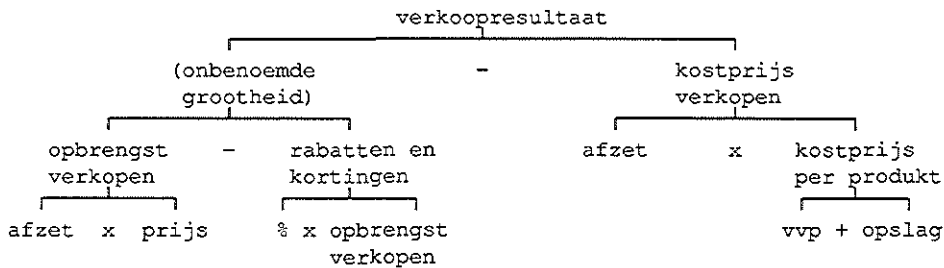 verkoopresultaat
(onbenoemde - kostprijs
grootheid) verkopen
opbrengst - rabatten en afzet x kostprijs
verkopen kortingen per produkt
afzet x prijs % x opbrengst vvp + opslag
verkopen